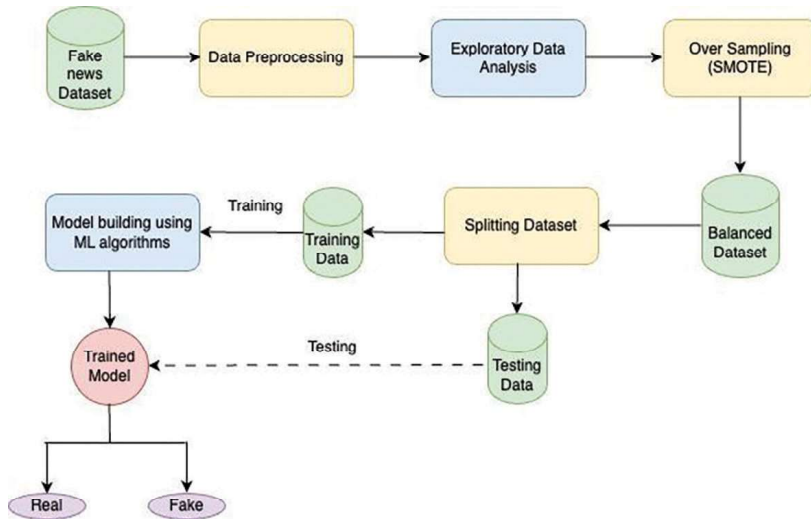 Fake
news
Dataset
Data Preprocessing
Exploratory Data
Analysis
Over Sampling
(SMOTE)
Model building using
ML algorithms
Training
Training
Data
Splitting Dataset
Balanced
Dataset
Trained
Model
Testing
Testing
Data
Real
Fake